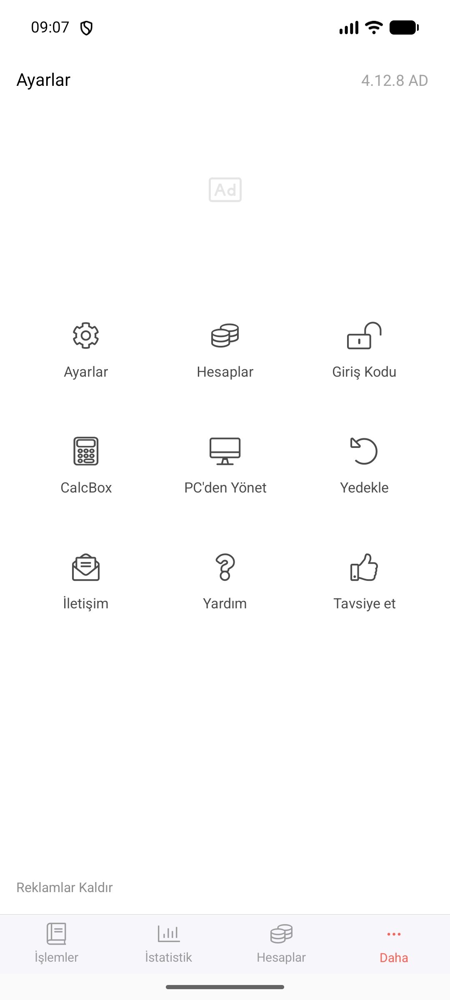 09:07
Ayarlar
4.12.8 AD
Ad
Ayarlar
Hesaplar
Giriş Kodu
CalcBox
PC'den Yönet
Yedekle
İletişim
Yardım
Tavsiye et
Reklamlar Kaldır
İşlemler
İstatistik
Hesaplar
Daha